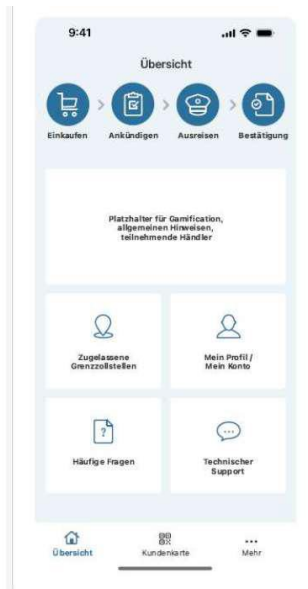 9:41
Übersicht
Einkaufen Ankündigen Ausreisen Bestätigung
Platzhalter für Gamification,
allgemeinen Hinweisen,
teilnehmende Händler
Zugelassene
Grenzzollstellen
Mein Profil /
Mein Konto
Häufige Fragen
Technischer
Support
Übersicht Kundenkarte Mehr